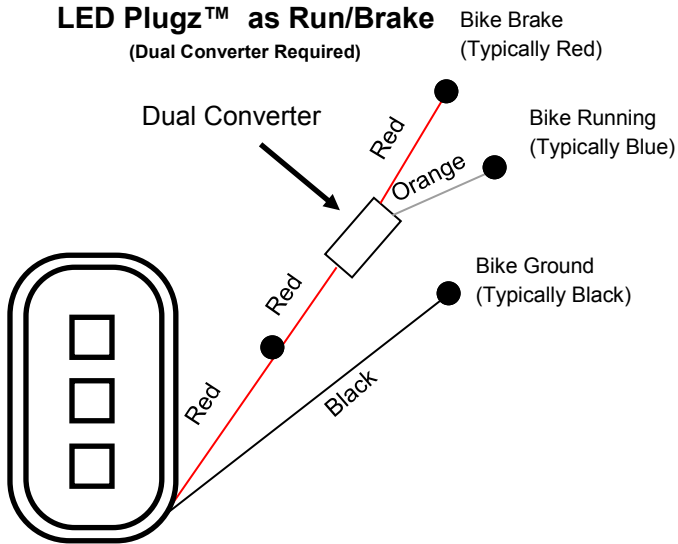 LED Plugz™ as Run/Brake
(Dual Converter Required)
Bike Brake
(Typically Red)
Dual Converter
Bike Running
(Typically Blue)
Red
Orange
Bike Ground
(Typically Black)
Red
Red
Black